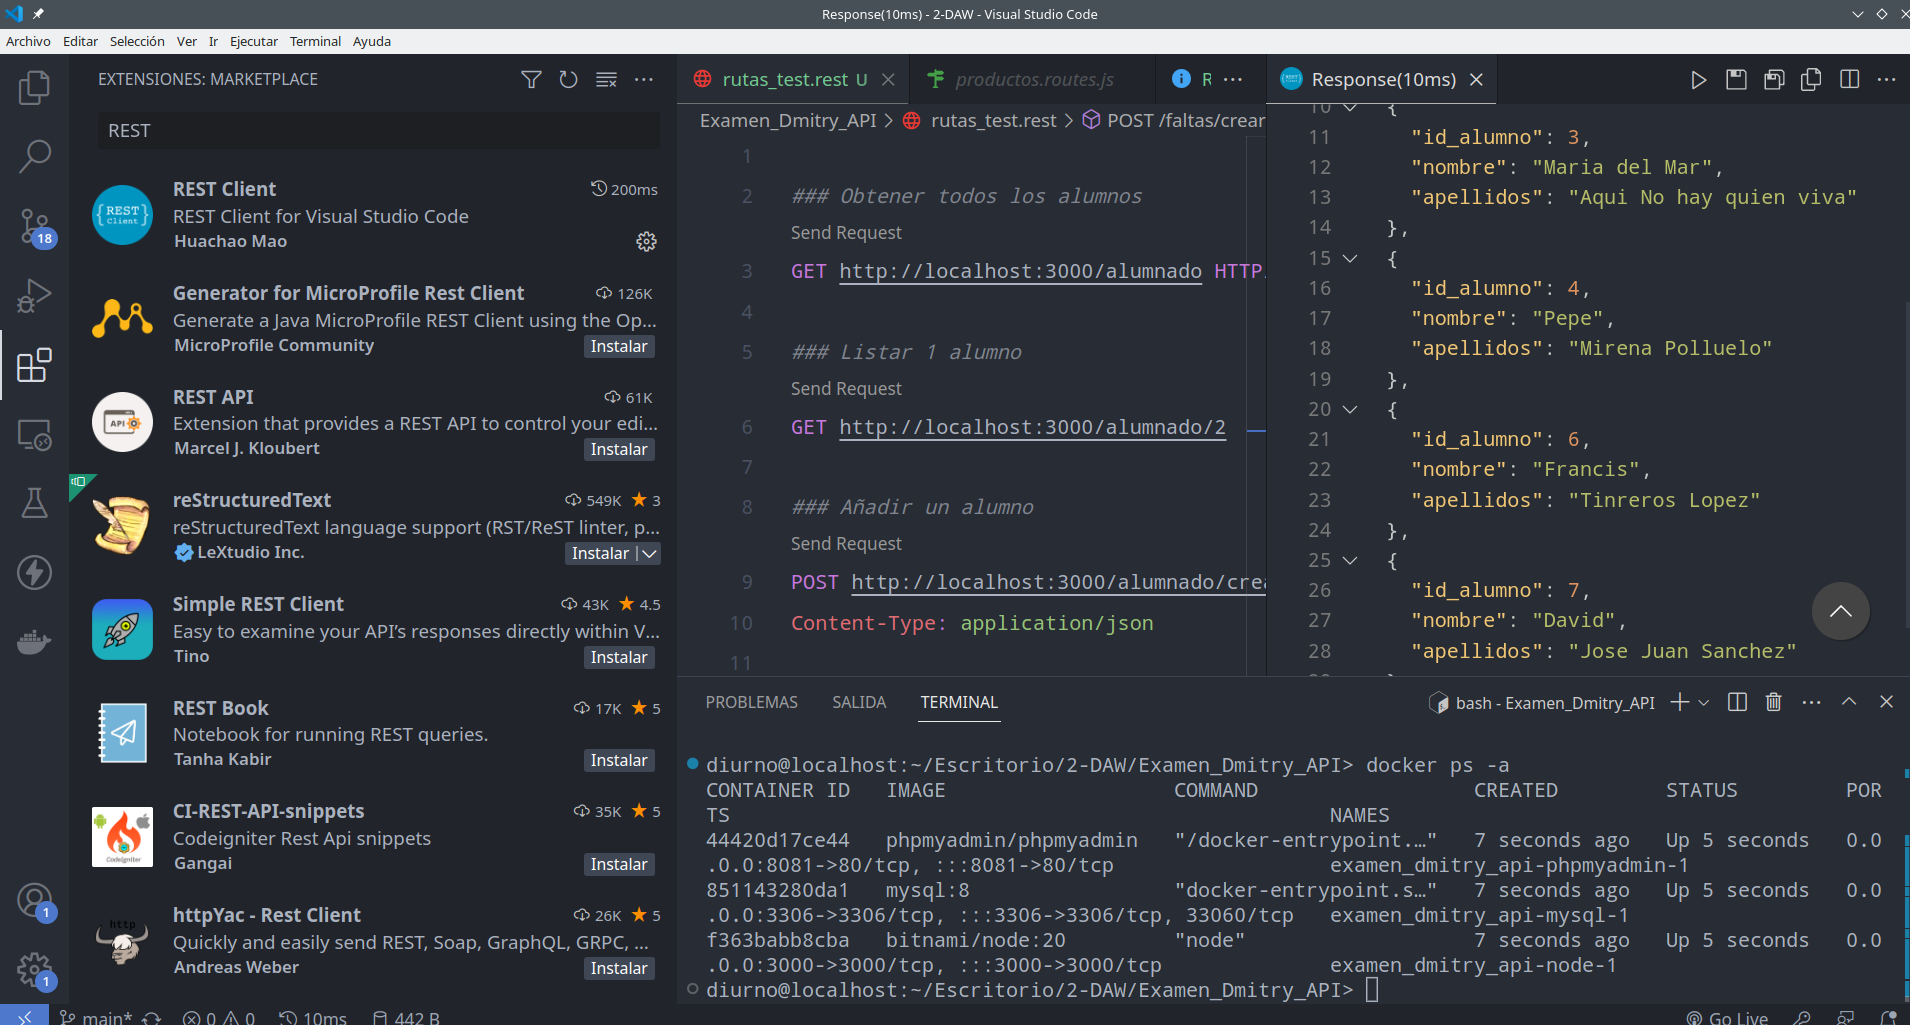 Response(10ms) - 2-DAW - Visual Studio Code
Archivo Editar Selección Ver Ir Ejecutar Terminal Ayuda
EXTENSIONES: MARKETPLACE
REST
REST Client 200ms
REST Client for Visual Studio Code
Huachao Mao
Generator for MicroProfile Rest Client 126K
Generate a Java MicroProfile REST Client using the Op...
MicroProfile Community Instalar
REST API 61K
Extension that provides a REST API to control your edi...
Marcel J. Kloubert Instalar
reStructuredText 549K 3
reStructuredText language support (RST/ReST linter, p...
LeXtudio Inc. Instalar
Simple REST Client 43K 4.5
Easy to examine your API's responses directly within V...
Tino Instalar
REST Book 17K 5
Notebook for running REST queries.
Tanha Kabir Instalar
CI-REST-API-snippets 35K 5
Codeigniter Rest Api snippets
Gangai Instalar
httpYac - Rest Client 26K 5
Quickly and easily send REST, Soap, GraphQL, GRPC, ...
Andreas Weber Instalar
18
1
1
{REST}
Client
API
CodeIgniter
http
rutas_test.rest U productos.routes.js R ...
Examen_Dmitry_API > rutas_test.rest > POST /faltas/crear
1
2 ### Obtener todos los alumnos
Send Request
3 GET http://localhost:3000/alumnado HTTP.
4
5 ### Listar 1 alumno
Send Request
6 GET http://localhost:3000/alumnado/2
7
8 ### Añadir un alumno
Send Request
9 POST http://localhost:3000/alumnado/crea
10 Content-Type: application/json
11
Response(10ms)
10 {
11 "id_alumno": 3,
12 "nombre": "Maria del Mar",
13 "apellidos": "Aqui No hay quien viva"
14 },
15 {
16 "id_alumno": 4,
17 "nombre": "Pepe",
18 "apellidos": "Mirena Polluelo"
19 },
20 {
21 "id_alumno": 6,
22 "nombre": "Francis",
23 "apellidos": "Tinreros Lopez"
24 },
25 {
26 "id_alumno": 7,
27 "nombre": "David",
28 "apellidos": "Jose Juan Sanchez"
PROBLEMAS SALIDA TERMINAL bash - Examen_Dmitry_API
diurno@localhost:~/Escritorio/2-DAW/Examen_Dmitry_API> docker ps -a
CONTAINER ID IMAGE COMMAND CREATED STATUS POR
TS NAMES
44420d17ce44 phpmyadmin/phpmyadmin "/docker-entrypoint.…" 7 seconds ago Up 5 seconds 0.0
.0.0:8081->80/tcp, :::8081->80/tcp examen_dmitry_api-phpmyadmin-1
851143280da1 mysql:8 "docker-entrypoint.s…" 7 seconds ago Up 5 seconds 0.0
.0.0:3306->3306/tcp, :::3306->3306/tcp, 33060/tcp examen_dmitry_api-mysql-1
f363babb8cba bitnami/node:20 "node" 7 seconds ago Up 5 seconds 0.0
.0.0:3000->3000/tcp, :::3000->3000/tcp examen_dmitry_api-node-1
diurno@localhost:~/Escritorio/2-DAW/Examen_Dmitry_API>
main* 0 0 10ms 442 B Go Live